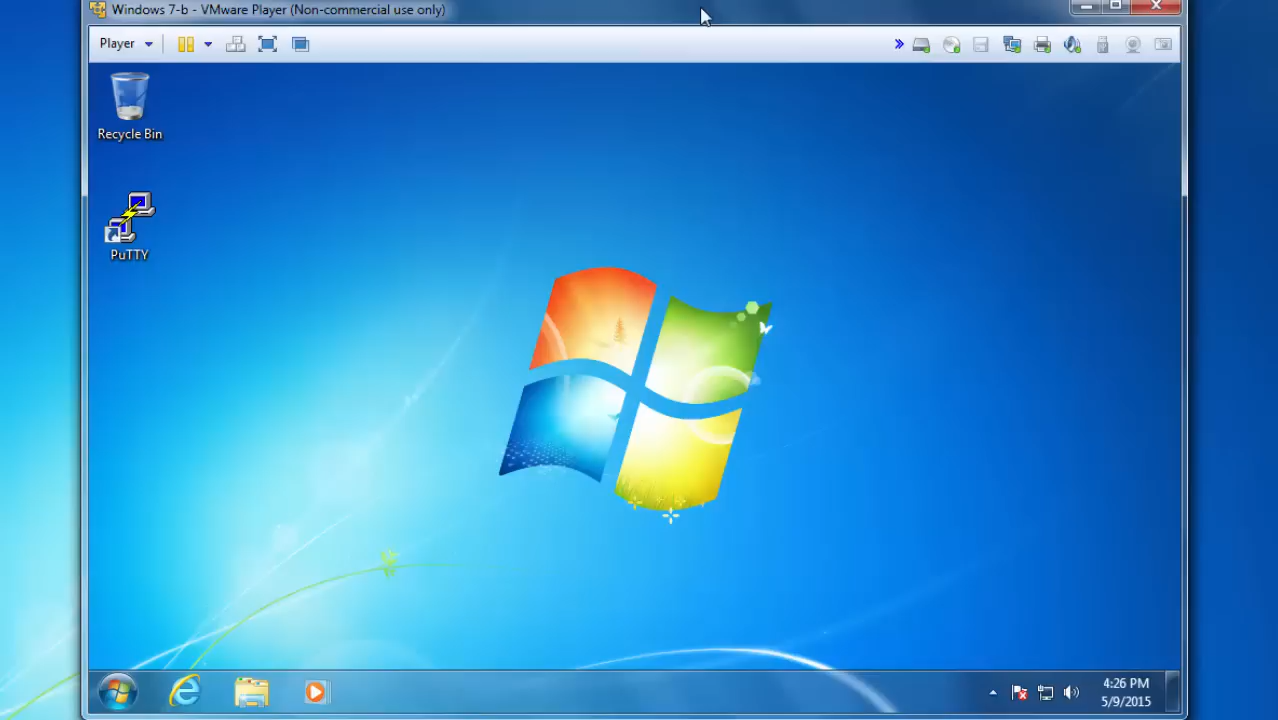 Windows 7-b - VMware Player (Non-commercial use only)
Player
Recycle Bin
PuTTY
4:26 PM
5/9/2015